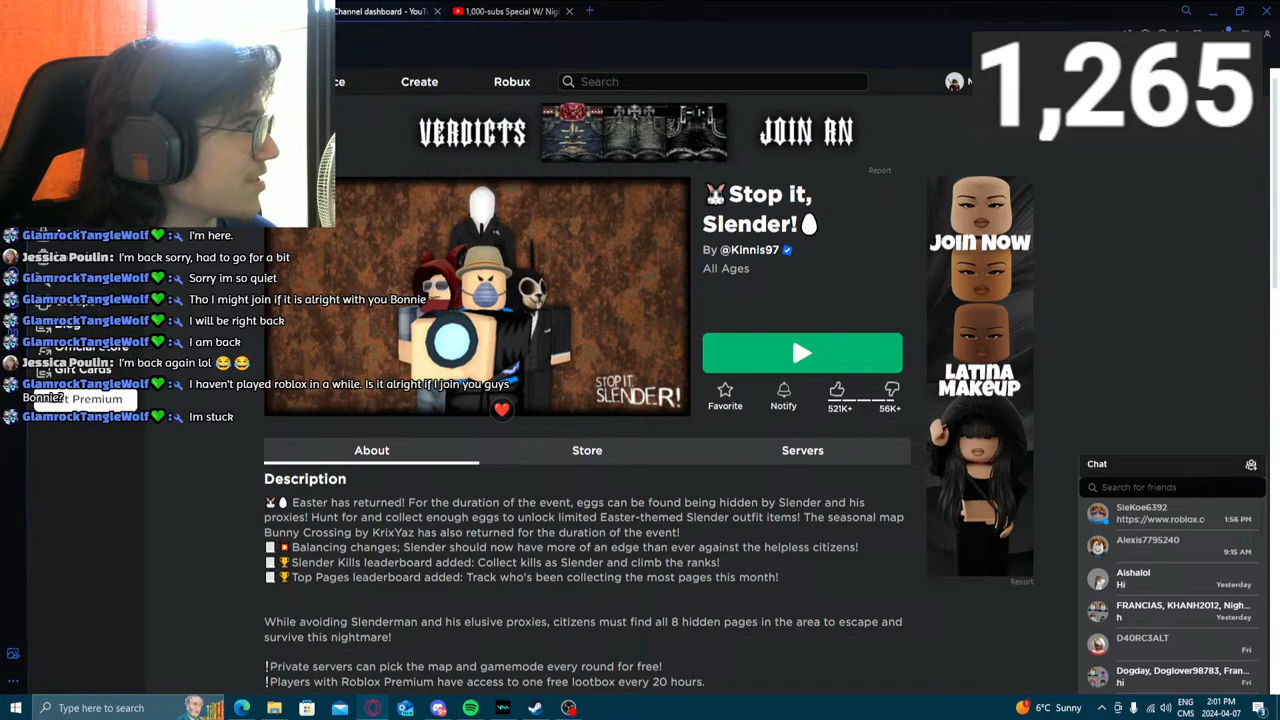 Channel dashboard - YouTu
1,000-subs Special W/ Nig
Create
Robux
Search
1,265
VERDICTS
JOIN RN
Report
Stop it,
Slender!
By @Kinnis97
All Ages
Favorite
Notify
521K+
56K+
STOP IT,
SLENDER!
JOIN NOW
LATINA
MAKEUP
Report
GlamrockTangleWolf : I'm here.
Jessica Poulin: I'm back sorry, had to go for a bit
GlamrockTangleWolf : Sorry im so quiet
GlamrockTangleWolf : Tho I might join if it is alright with you Bonnie
GlamrockTangleWolf : I will be right back
Blog
GlamrockTangleWolf : I am back
Official Store
Jessica Poulin: I'm back again lol 😂 😂
Gift Cards
GlamrockTangleWolf : I haven't played roblox in a while. Is it alright if I join you guys
Bonnie?
t Premium
GlamrockTangleWolf : Im stuck
About
Store
Servers
Description
🐰🥚 Easter has returned! For the duration of the event, eggs can be found being hidden by Slender and his
proxies! Hunt for and collect enough eggs to unlock limited Easter-themed Slender outfit items! The seasonal map
Bunny Crossing by KrixYaz has also returned for the duration of the event!
📃💥 Balancing changes; Slender should now have more of an edge than ever against the helpless citizens!
📃🏆 Slender Kills leaderboard added: Collect kills as Slender and climb the ranks!
📃🏆 Top Pages leaderboard added: Track who's been collecting the most pages this month!
While avoiding Slenderman and his elusive proxies, citizens must find all 8 hidden pages in the area to escape and
survive this nightmare!
❗Private servers can pick the map and gamemode every round for free!
❗Players with Roblox Premium have access to one free lootbox every 20 hours.
Chat
Search for friends
SieKoe6392
https://www.roblox.c 1:56 PM
Alexis7795240
9:15 AM
Aishalol
Hi Yesterday
FRANCIAS, KHANH2012, Nigh...
h Yesterday
D40RC3ALT
Fri
Dogday, Doglover98783, Fran...
hi Fri
Type here to search
6°C Sunny
ENG
CMS
2:01 PM
2024-04-07
3